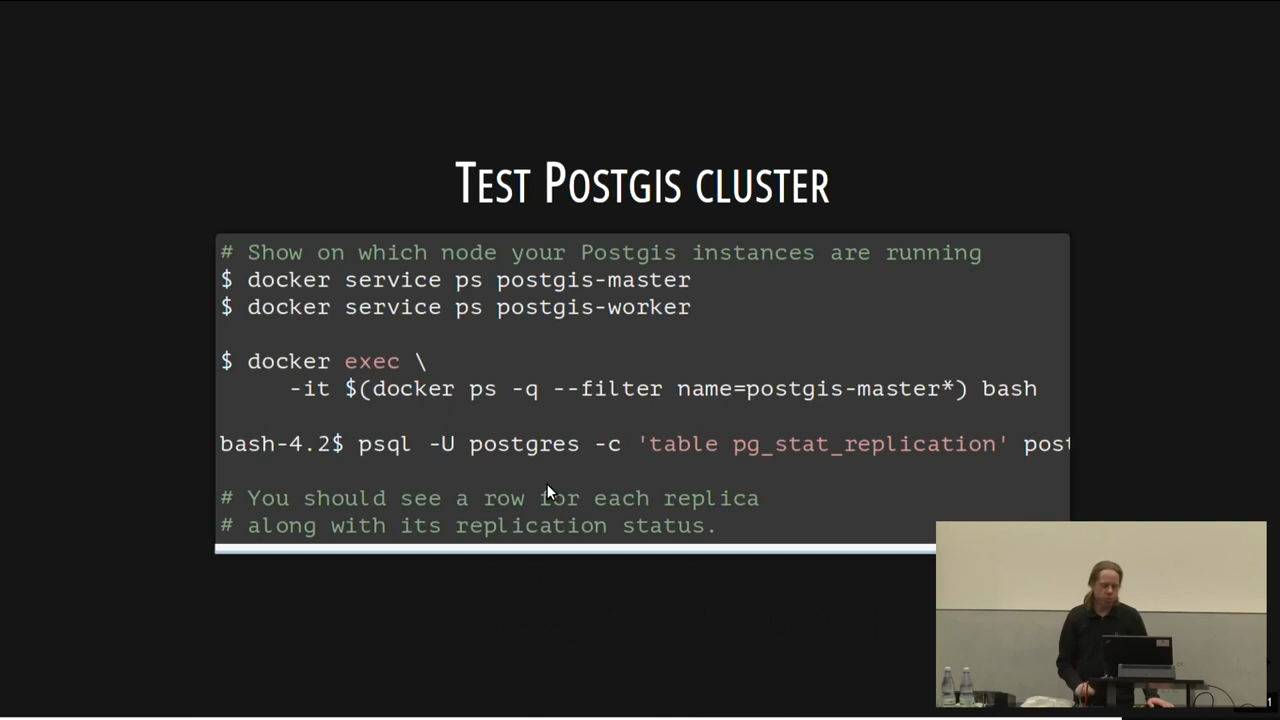 TEST POSTGIS CLUSTER
# Show on which node your Postgis instances are running
$ docker service ps postgis-master
$ docker service ps postgis-worker
$ docker exec \
-it $(docker ps -q --filter name=postgis-master*) bash
bash-4.2$ psql -U postgres -c 'table pg_stat_replication' post
# You should see a row for each replica
# along with its replication status.
1